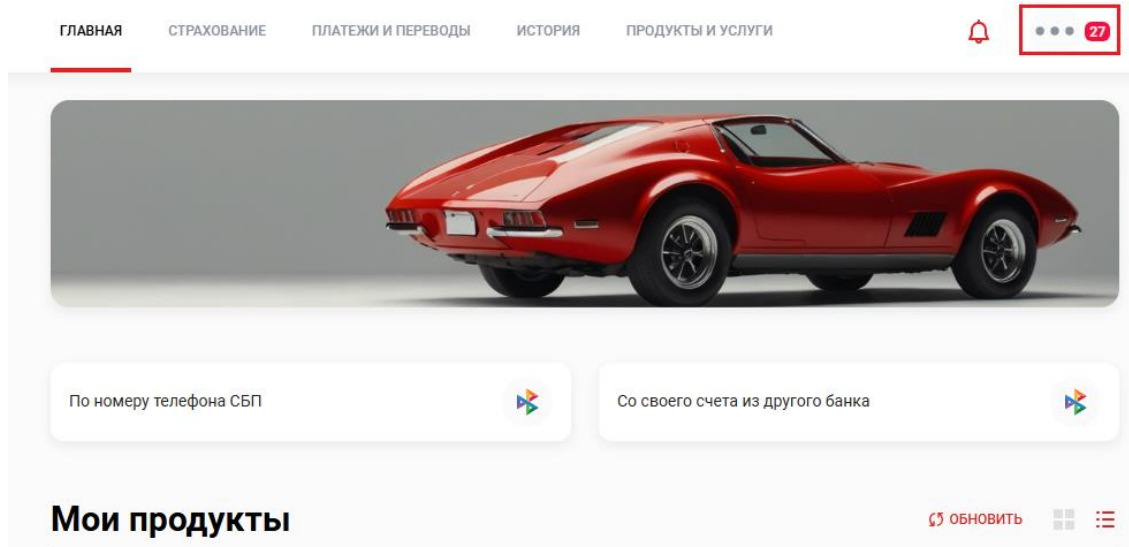 ГЛАВНАЯ СТРАХОВАНИЕ ПЛАТЕЖИ И ПЕРЕВОДЫ ИСТОРИЯ ПРОДУКТЫ И УСЛУГИ 27
По номеру телефона СБП Со своего счета из другого банка
Мои продукты ОБНОВИТЬ